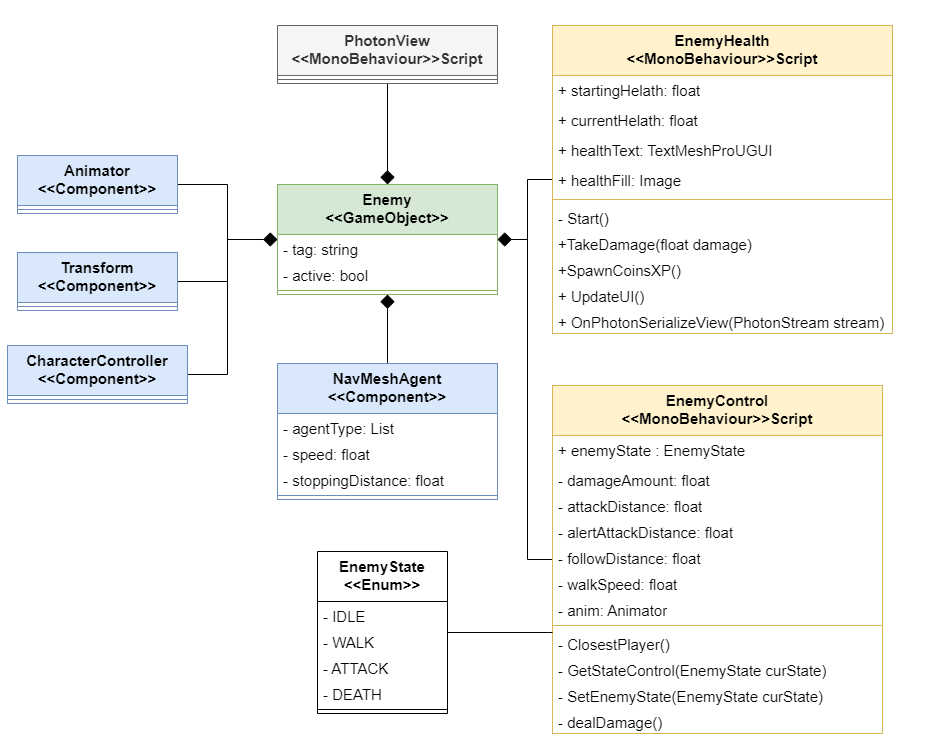 PhotonView
<<MonoBehaviour>>Script
EnemyHealth
<<MonoBehaviour>>Script
+ startingHelath: float
+ currentHelath: float
+ healthText: TextMeshProUGUI
+ healthFill: Image
- Start()
+TakeDamage(float damage)
+SpawnCoinsXP()
+ UpdateUI()
+ OnPhotonSerializeView(PhotonStream stream)
Animator
<<Component>>
Transform
<<Component>>
CharacterController
<<Component>>
Enemy
<<GameObject>>
- tag: string
- active: bool
NavMeshAgent
<<Component>>
- agentType: List
- speed: float
- stoppingDistance: float
EnemyControl
<<MonoBehaviour>>Script
+ enemyState : EnemyState
- damageAmount: float
- attackDistance: float
- alertAttackDistance: float
- followDistance: float
- walkSpeed: float
- anim: Animator
- ClosestPlayer()
- GetStateControl(EnemyState curState)
- SetEnemyState(EnemyState curState)
- dealDamage()
EnemyState
<<Enum>>
- IDLE
- WALK
- ATTACK
- DEATH